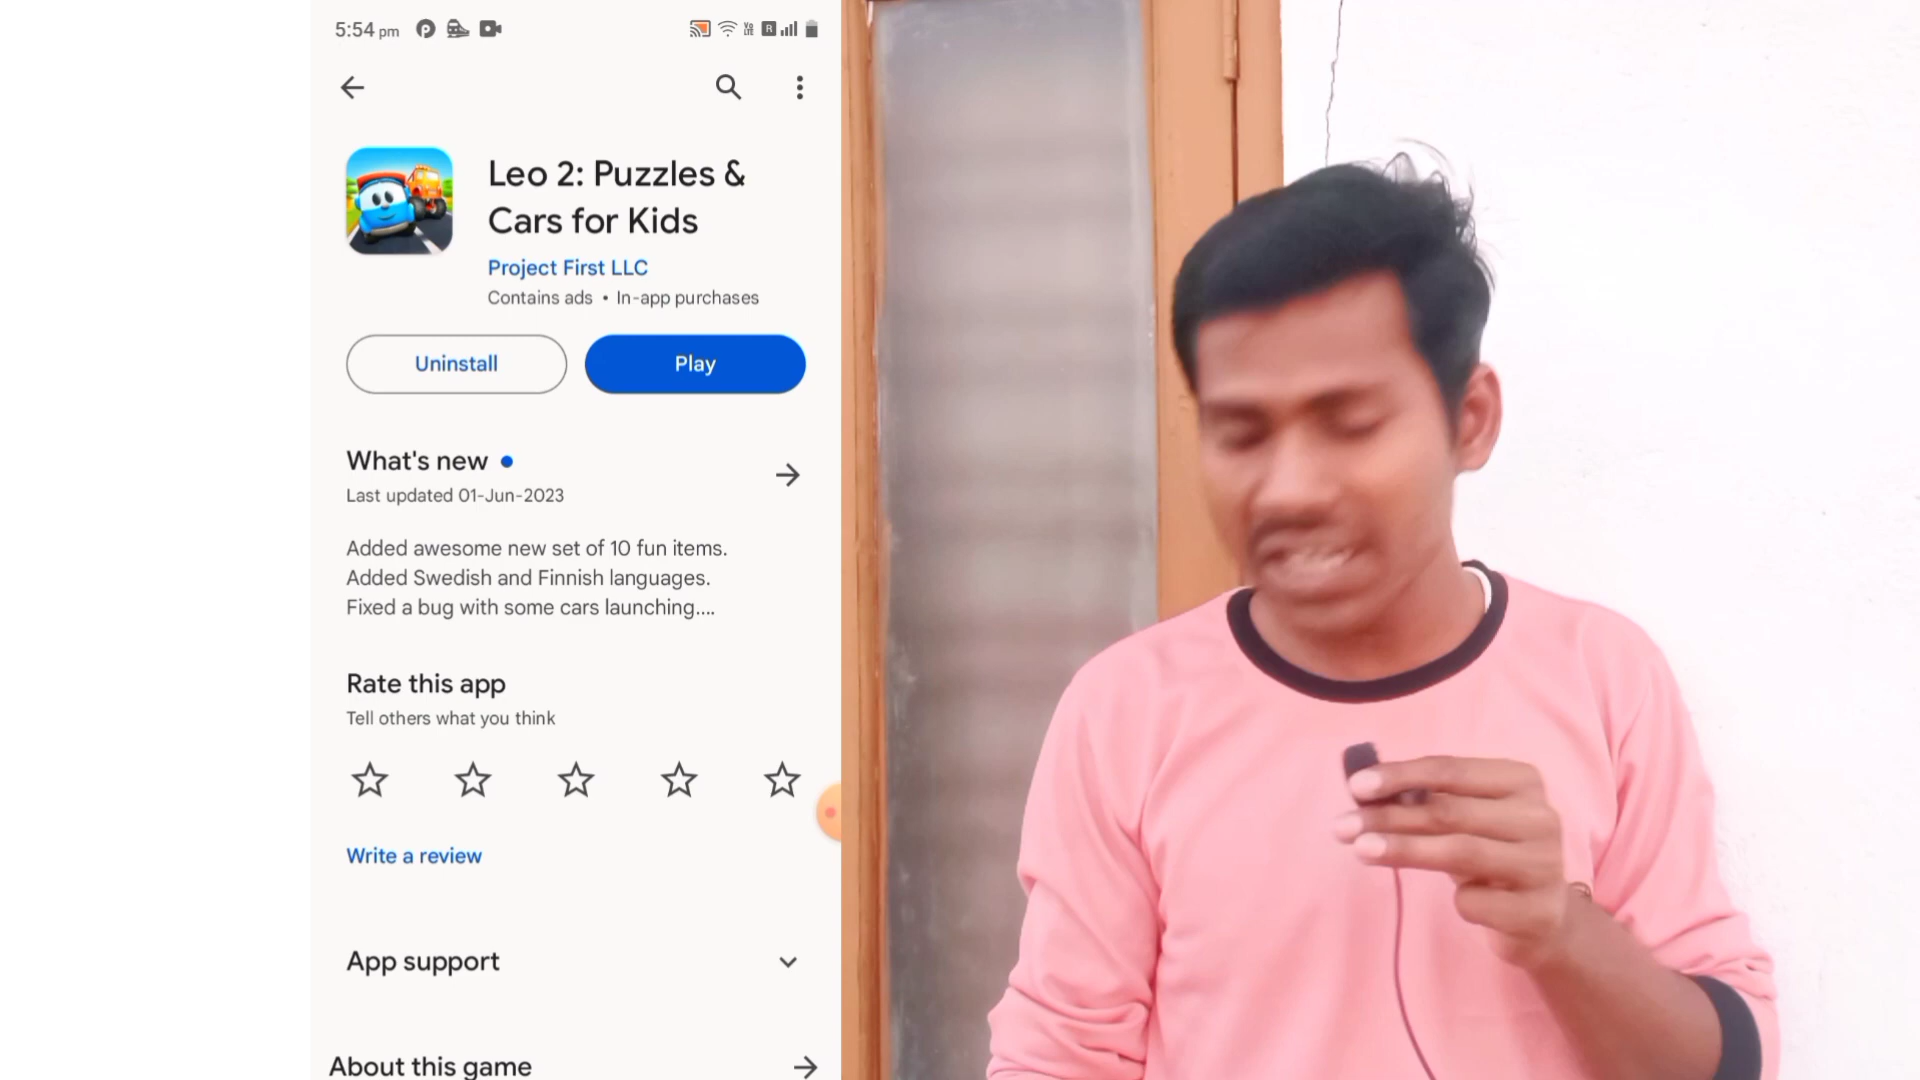 5:54 pm
Leo 2: Puzzles &
Cars for Kids
Project First LLC
Contains ads • In-app purchases
Uninstall
Play
What's new
Last updated 01-Jun-2023
Added awesome new set of 10 fun items.
Added Swedish and Finnish languages.
Fixed a bug with some cars launching....
Rate this app
Tell others what you think
Write a review
App support
About this game